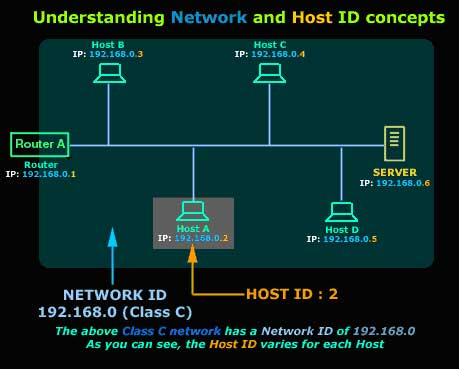 Understanding Network and Host ID concepts
Host B
IP: 192.168.0.3
Host C
IP: 192.168.0.4
Router A
Router
IP: 192.168.0.1
SERVER
IP: 192.168.0.6
Host A
IP: 192.168.0.2
Host D
IP: 192.168.0.5
NETWORK ID
192.168.0 (Class C)
HOST ID : 2
The above Class C network has a Network ID of 192.168.0
As you can see, the Host ID varies for each Host